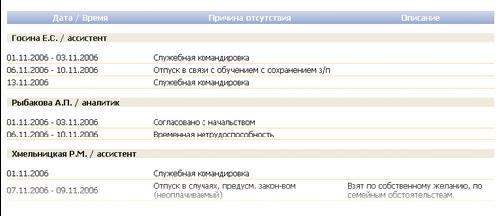 Дата / Время Причина отсутствия Описание
Госина Е.С. / ассистент
01.11.2006 - 03.11.2006 Служебная командировка
06.11.2006 - 10.11.2006 Отпуск в связи с обучением с сохранением з/п
13.11.2006 Служебная командировка
Рыбакова А.П. / аналитик
01.11.2006 - 03.11.2006 Согласовано с начальством
06.11.2006 - 10.11.2006 Временная нетрудоспособность
Хмельницкая Р.М. / ассистент
01.11.2006 Служебная командировка
07.11.2006 - 09.11.2006 Отпуск в случаях, предусм. закон-вом Взят по собственному желанию, по
(неоплачиваемый) семейным обстоятельствам.